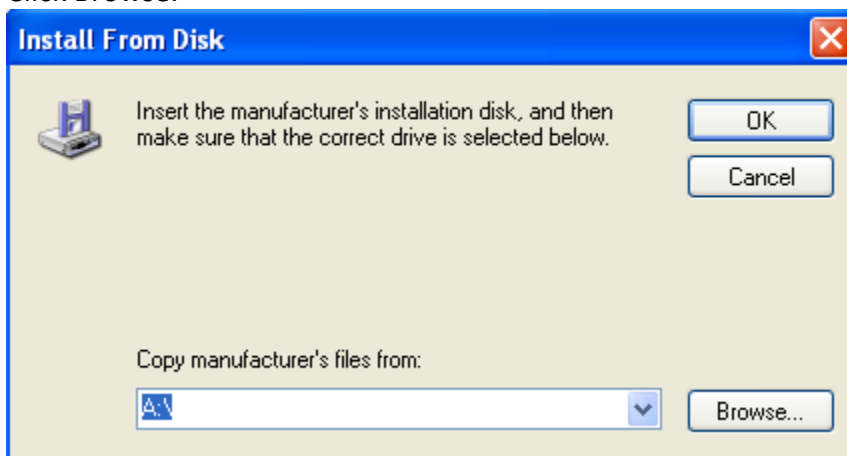 Install From Disk
Insert the manufacturer's installation disk, and then
make sure that the correct drive is selected below.
OK
Cancel
Copy manufacturer's files from:
A:\
Browse...